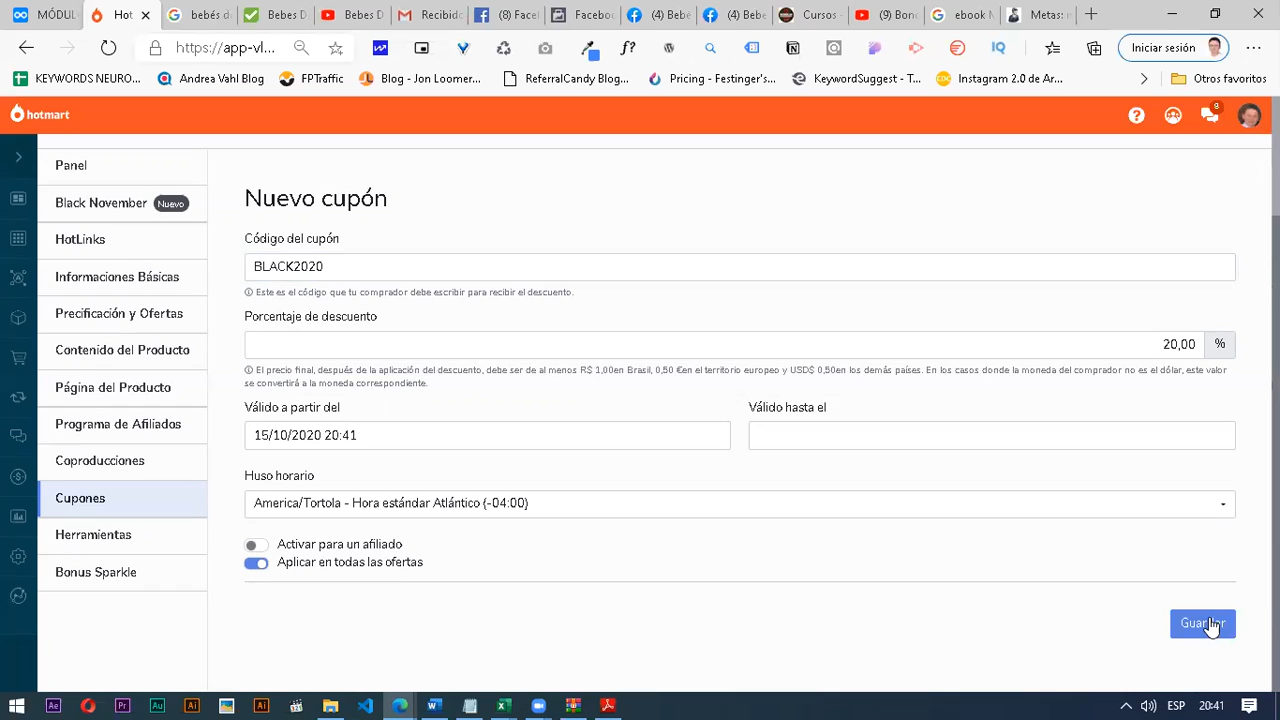 MÓDUL
Hot
bebés d
Bebes D
Bebes D
Recibido
(8) Face
Facebo
(4) Bebe
(4) Bebe
Cursos -
(9) Bond
ebook N
Metas: m
https://app-vl...
Iniciar sesión
KEYWORDS NEURO...
Andrea Vahl Blog
FPTraffic
Blog - Jon Loomer...
ReferralCandy Blog...
Pricing - Festinger's...
KeywordSuggest - T...
Instagram 2.0 de Ar...
Otros favoritos
hotmart
8
Panel
Black November Nuevo
HotLinks
Informaciones Básicas
Precificación y Ofertas
Contenido del Producto
Página del Producto
Programa de Afiliados
Coproducciones
Cupones
Herramientas
Bonus Sparkle
Nuevo cupón
Código del cupón
BLACK2020
Este es el código que tu comprador debe escribir para recibir el descuento.
Porcentaje de descuento
20,00 %
El precio final, después de la aplicación del descuento, debe ser de al menos R$ 1,00en Brasil, 0,50 €en el territorio europeo y USD$ 0,50en los demás países. En los casos donde la moneda del comprador no es el dólar, este valor
se convertirá a la moneda correspondiente.
Válido a partir del
Válido hasta el
15/10/2020 20:41
Huso horario
America/Tortola - Hora estándar Atlántico (-04:00)
Activar para un afiliado
Aplicar en todas las ofertas
Guardar
ESP
20:41